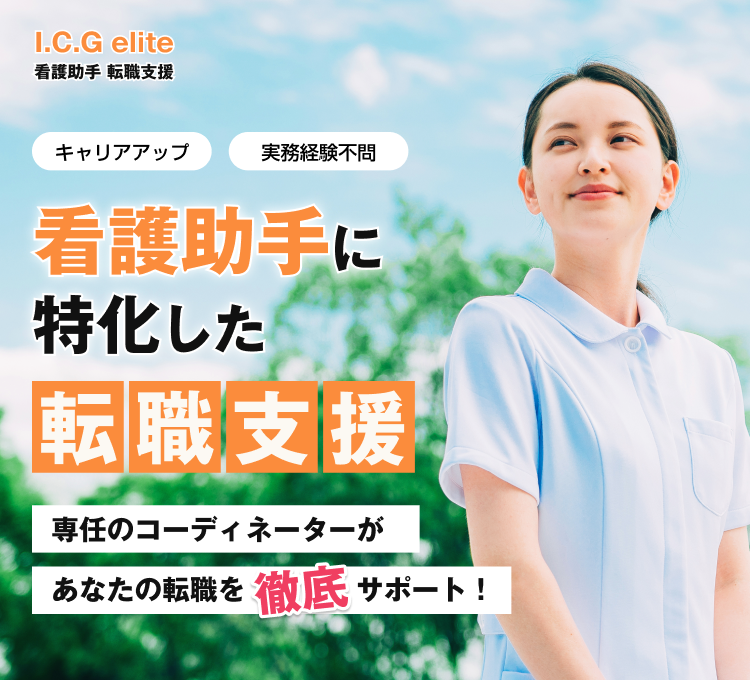 I.C.G elite
看護助手 転職支援
キャリアアップ
実務経験不問
看護助手に
特化した
転職支援
専任のコーディネーターが
あなたの転職を徹底サポート！